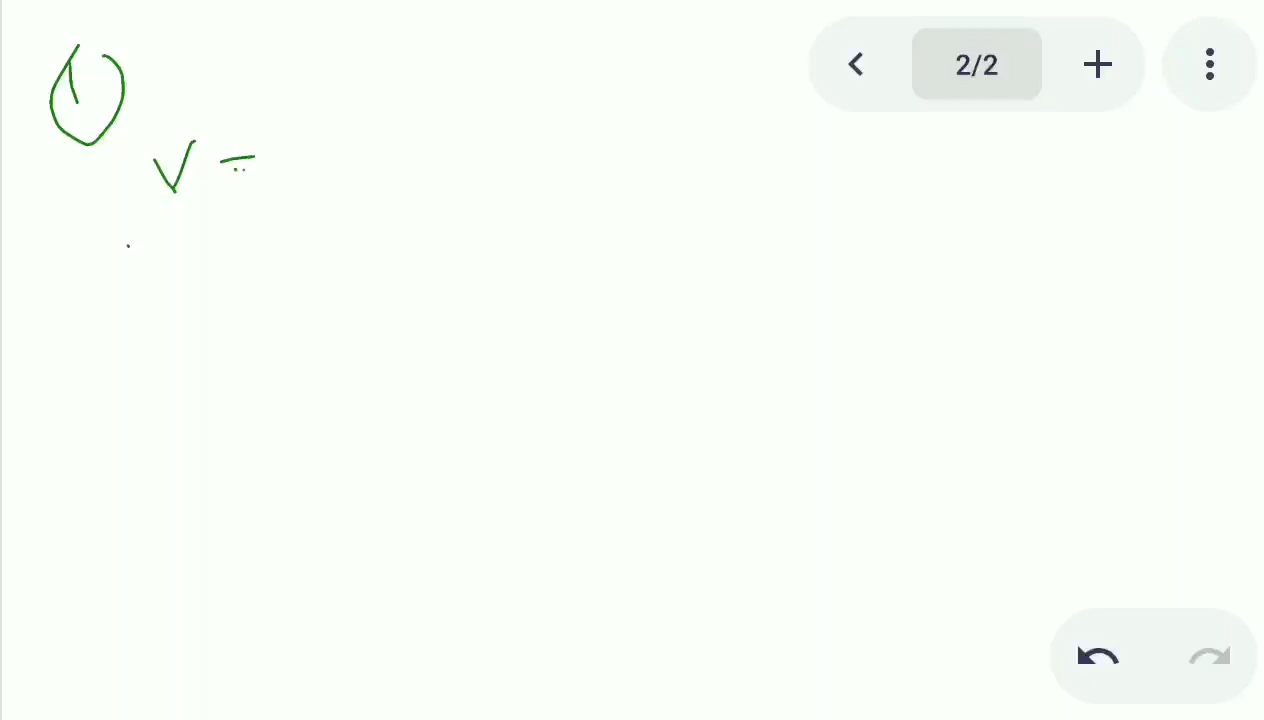 2/2
①
V =